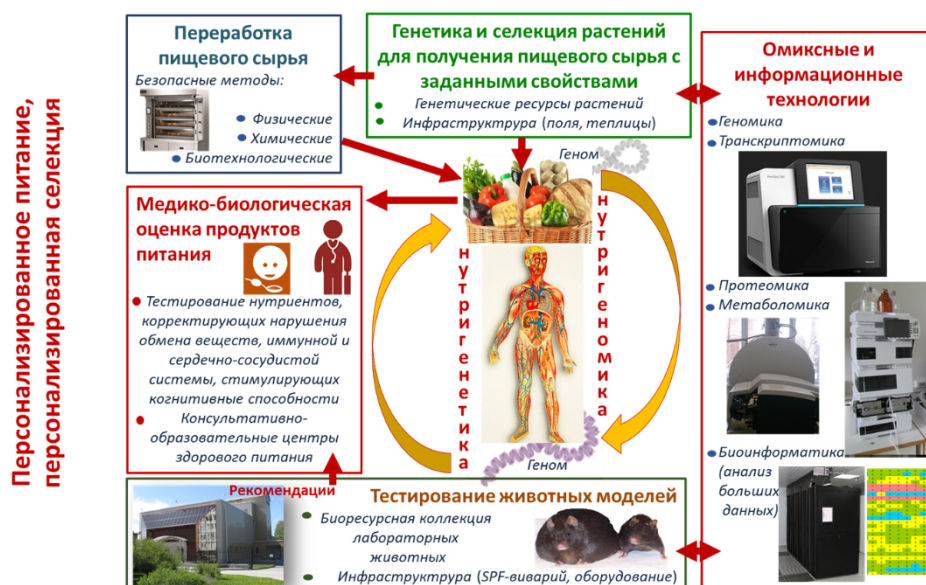 Персонализированное питание,
персонализированная селекция
Переработка
пищевого сырья
Безопасные методы:
Физические
Химические
Биотехнологические
Генетика и селекция растений
для получения пищевого сырья с
заданными свойствами
Генетические ресурсы растений
Инфраструктрура (поля, теплицы)
Омиксные и
информационные
технологии
Геномика
Транскриптомика
Протеомика
Метаболомика
Биоинформатика
(анализ
больших
данных)
Медико-биологическая
оценка продуктов
питания
Тестирование нутриентов,
корректирующих нарушения
обмена веществ, иммунной и
сердечно-сосудистой
системы, стимулирующих
когнитивные способности
Консультативно-
образовательные центры
здорового питания
Геном
нутригенетика
нутригеномика
Геном
Рекомендации
Тестирование животных моделей
Биоресурсная коллекция
лабораторных
животных
Инфраструктрура (SPF-виварий, оборудование)